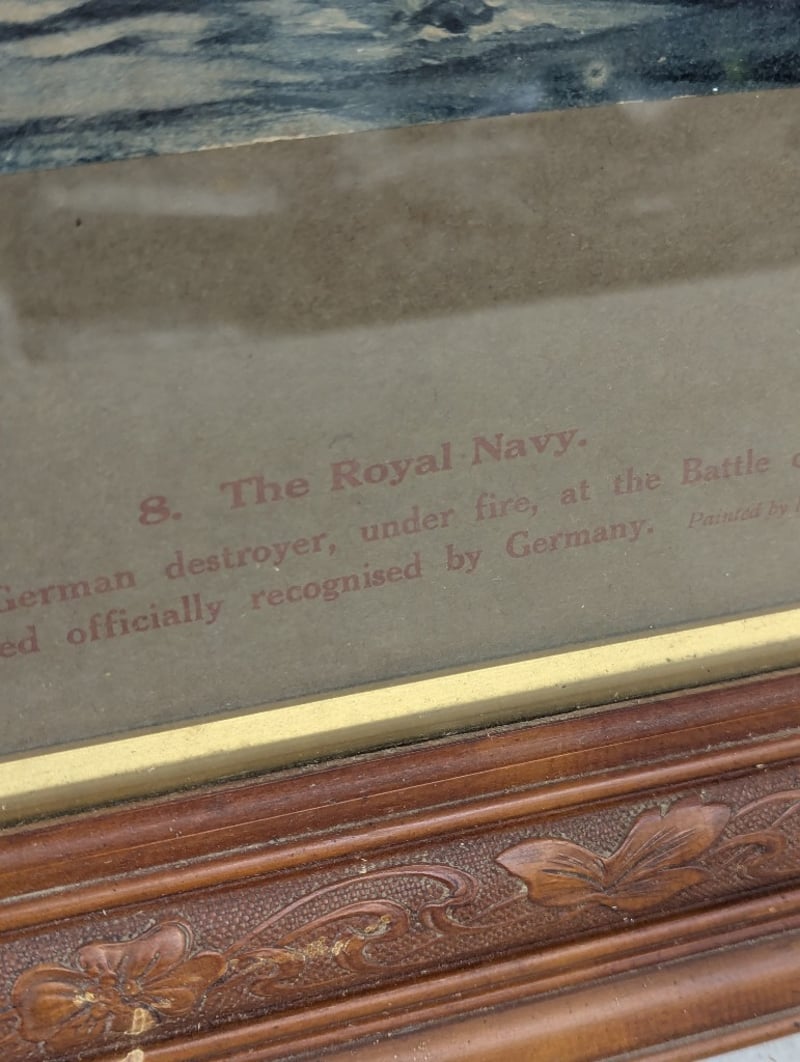 8. The Royal Navy.
German destroyer, under fire, at the Battle
ed officially recognised by Germany. Painted by